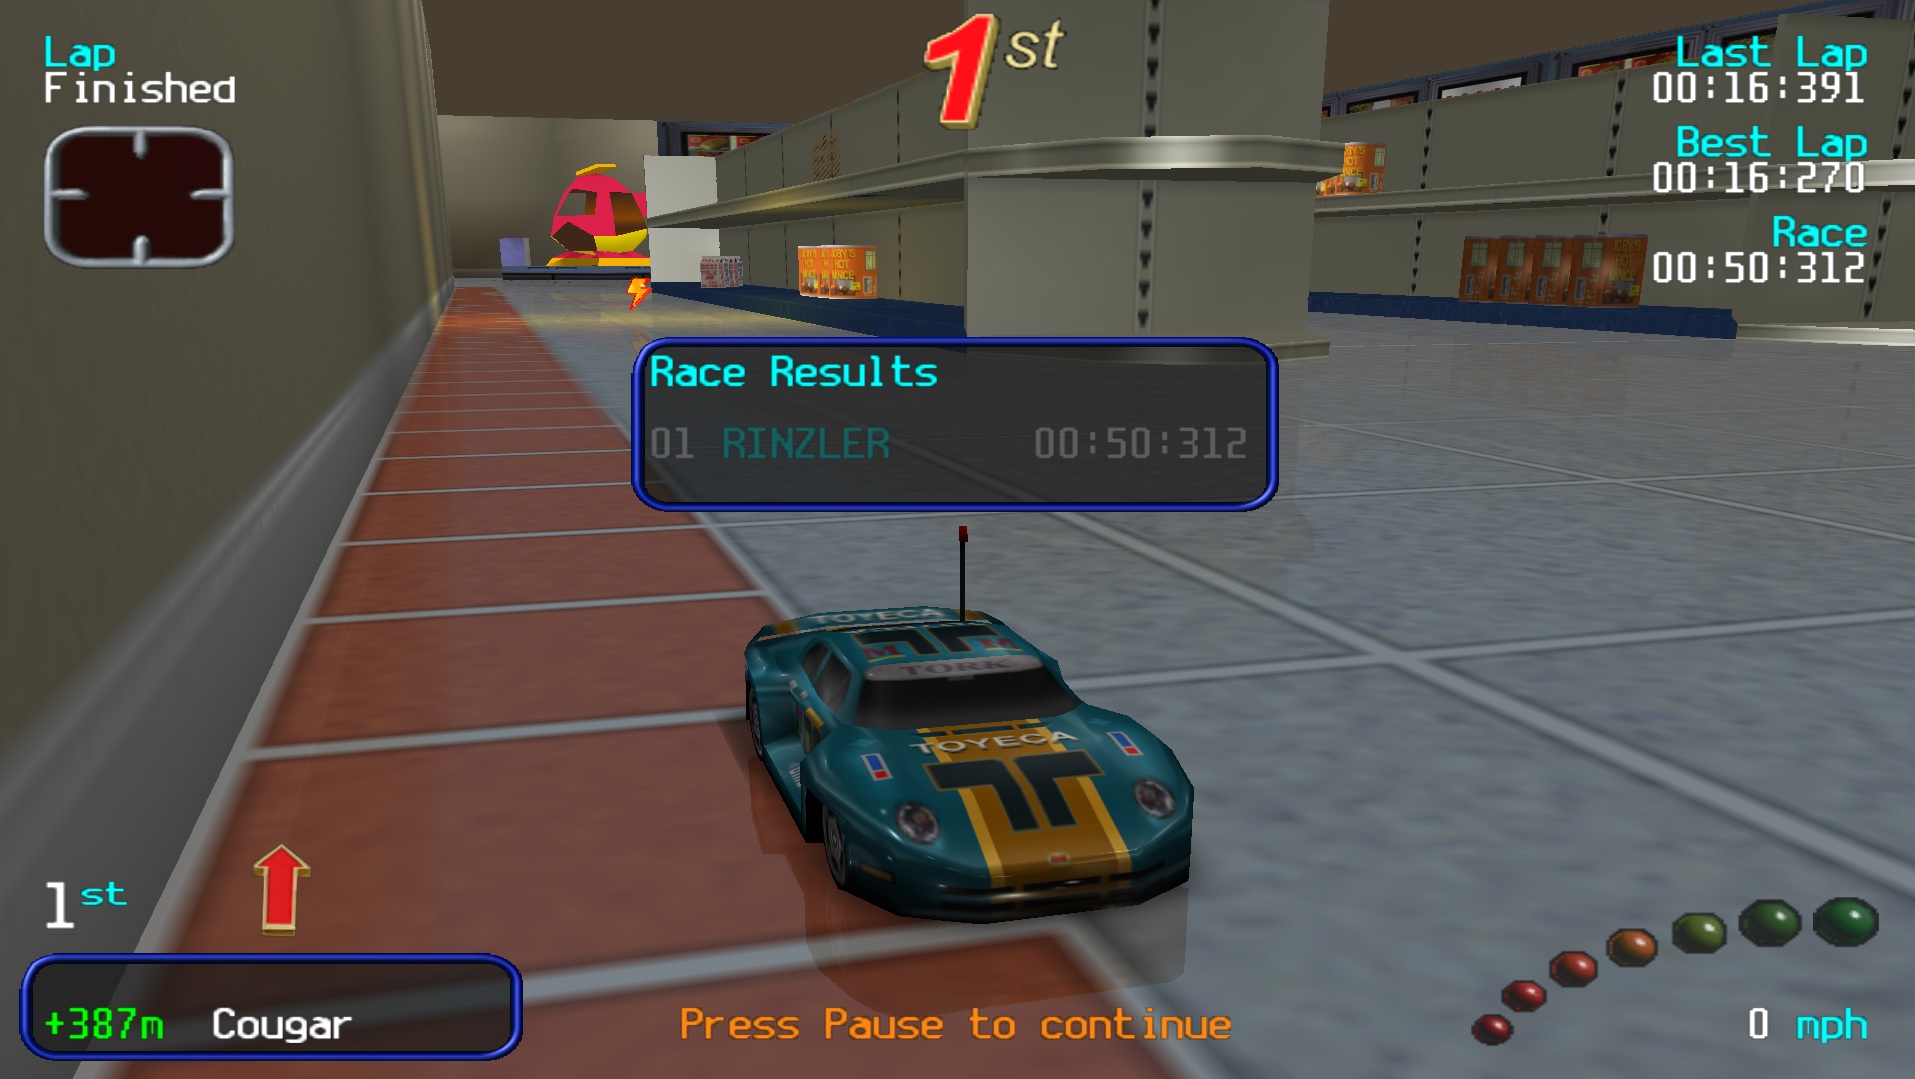 Lap
Finished
1st
Last Lap
00:16:391
Best Lap
00:16:270
Race
00:50:312
Race Results
01 RINZLER 00:50:312
TOYECA
TORK
TOYECA
1st
+387m Cougar
Press Pause to continue
0 mph